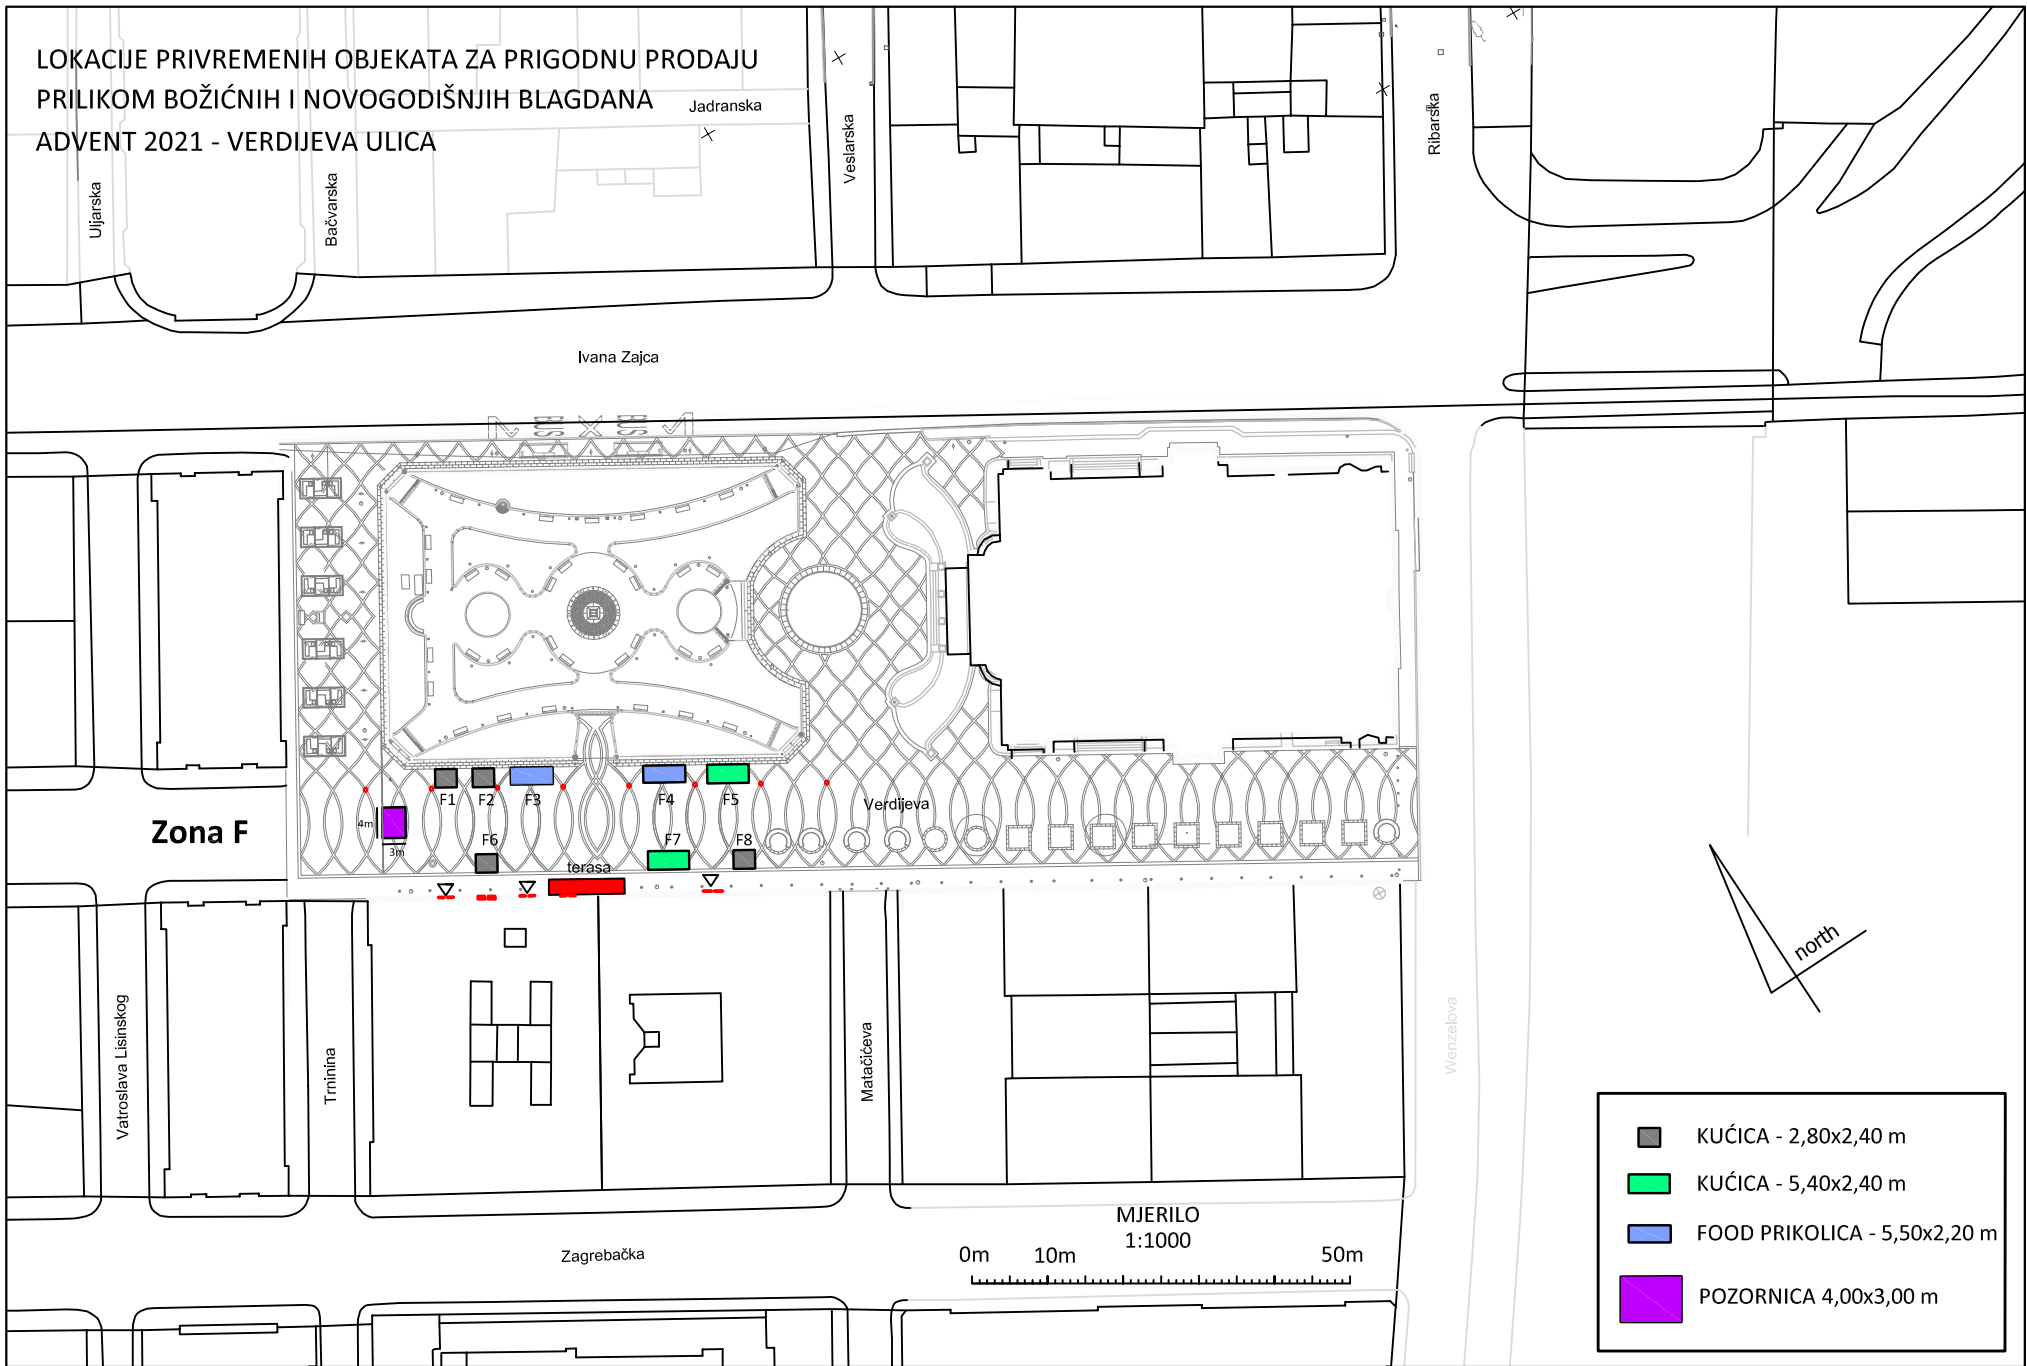 LOKACIJE PRIVREMENIH OBJEKATA ZA PRIGODNU PRODAJU
PRILIKOM BOŽIĆNIH I NOVOGODIŠNJIH BLAGDANA
ADVENT 2021 - VERDIJEVA ULICA
Jadranska
Uljarska
Bačvarska
Veslarska
Ribarska
Ivana Zajca
BUS
BUS
F1
F2
F3
F4
F5
Verdijeva
4m
3m
Zona F
F6
F7
F8
terasa
north
Vatroslava Lisinskog
Trninina
Matačićeva
Wenzelova
Zagrebačka
MJERILO
1:1000
0m
10m
50m
KUĆICA - 2,80x2,40 m
KUĆICA - 5,40x2,40 m
FOOD PRIKOLICA - 5,50x2,20 m
POZORNICA 4,00x3,00 m